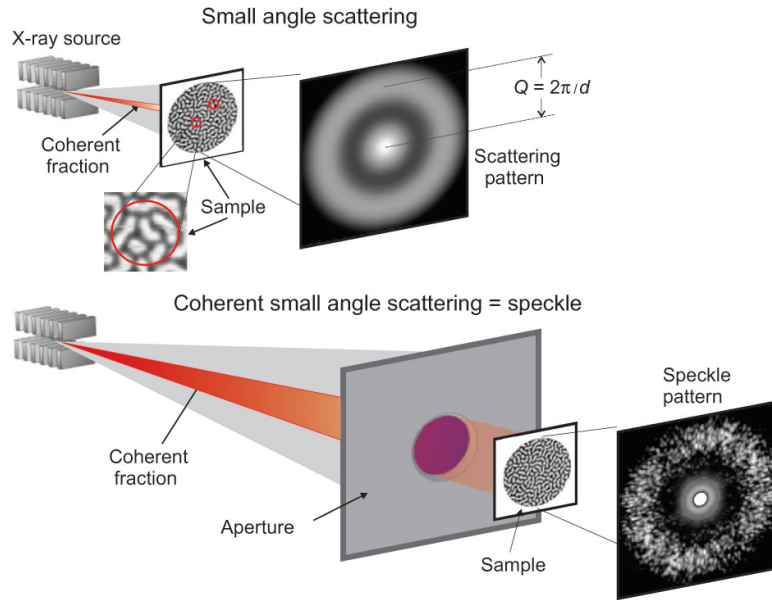 Small angle scattering
X-ray source
Q = 2π/d
Coherent
fraction
Scattering
pattern
Sample
Coherent small angle scattering = speckle
Speckle
pattern
Coherent
fraction
Aperture
Sample